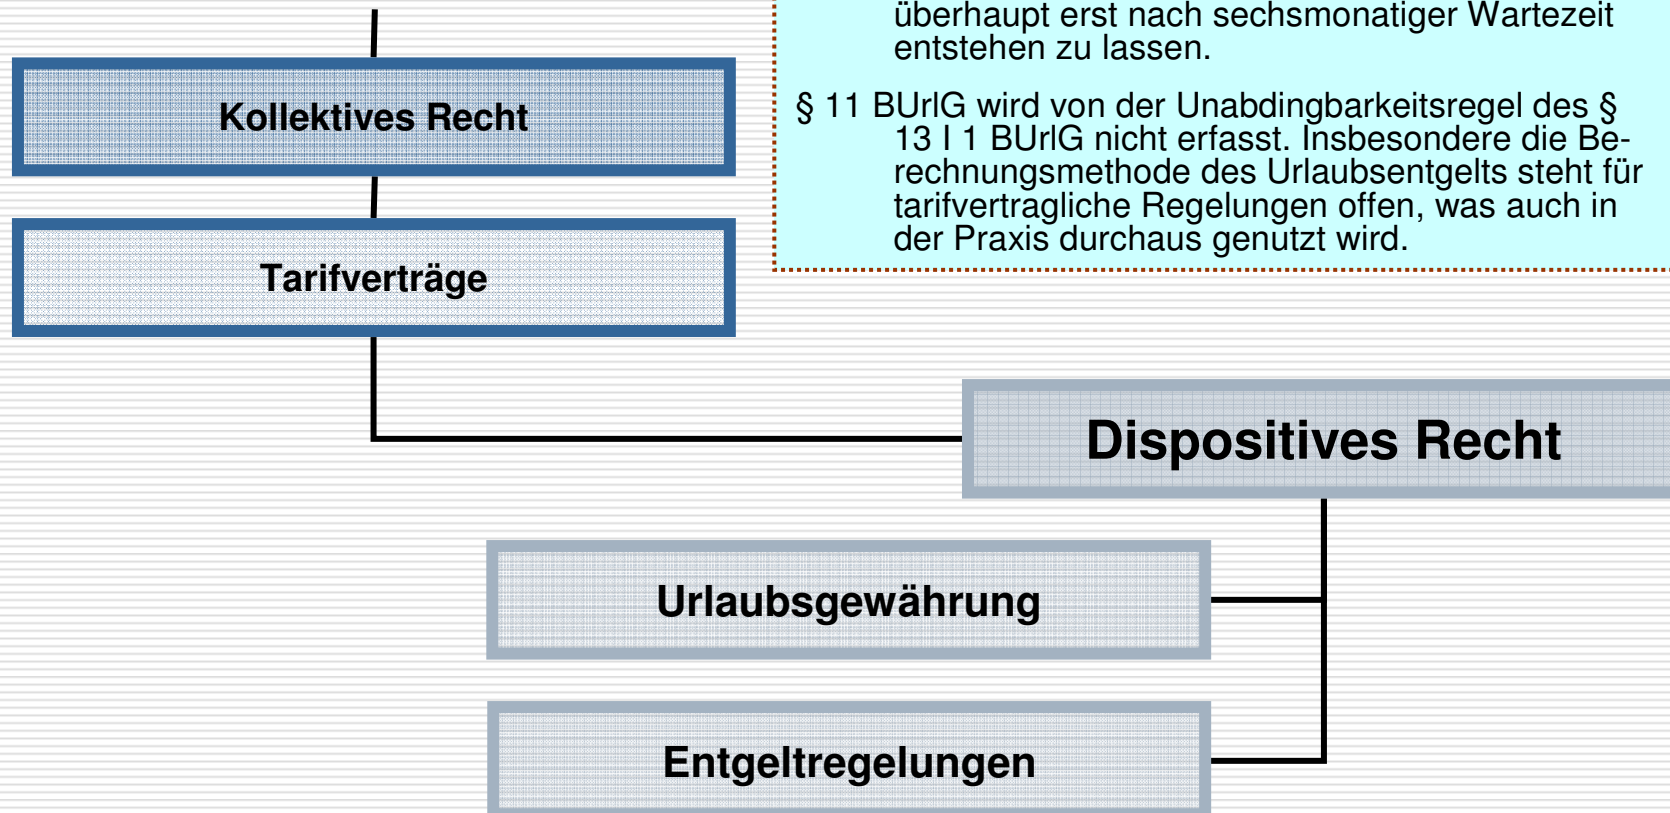 überhaupt erst nach sechsmonatiger Wartezeit
entstehen zu lassen.
§ 11 BUrlG wird von der Unabdingbarkeitsregel des §
13 I 1 BUrlG nicht erfasst. Insbesondere die Be-
rechnungsmethode des Urlaubsentgelts steht für
tarifvertragliche Regelungen offen, was auch in
der Praxis durchaus genutzt wird.
Kollektives Recht
Tarifverträge
Dispositives Recht
Urlaubsgewährung
Entgeltregelungen